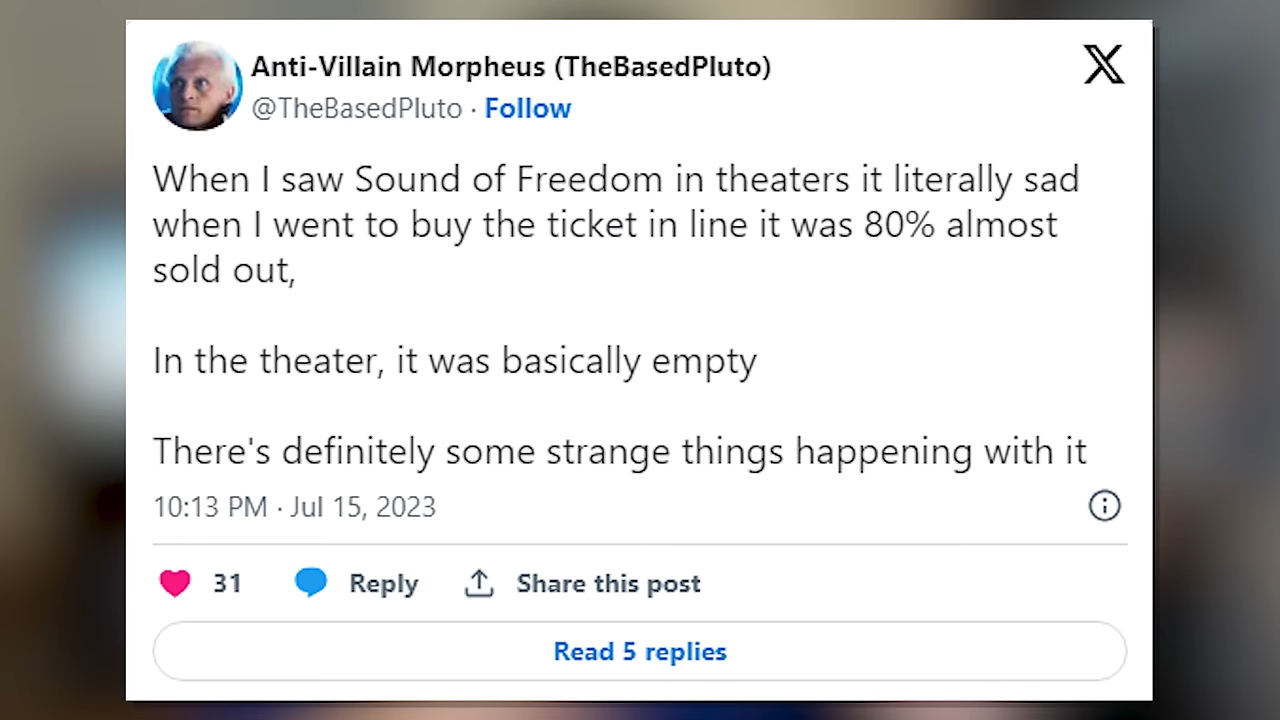 Anti-Villain Morpheus (TheBasedPluto)
@TheBasedPluto · Follow
When I saw Sound of Freedom in theaters it literally sad
when I went to buy the ticket in line it was 80% almost
sold out,
In the theater, it was basically empty
There's definitely some strange things happening with it
10:13 PM · Jul 15, 2023
31 Reply Share this post
Read 5 replies